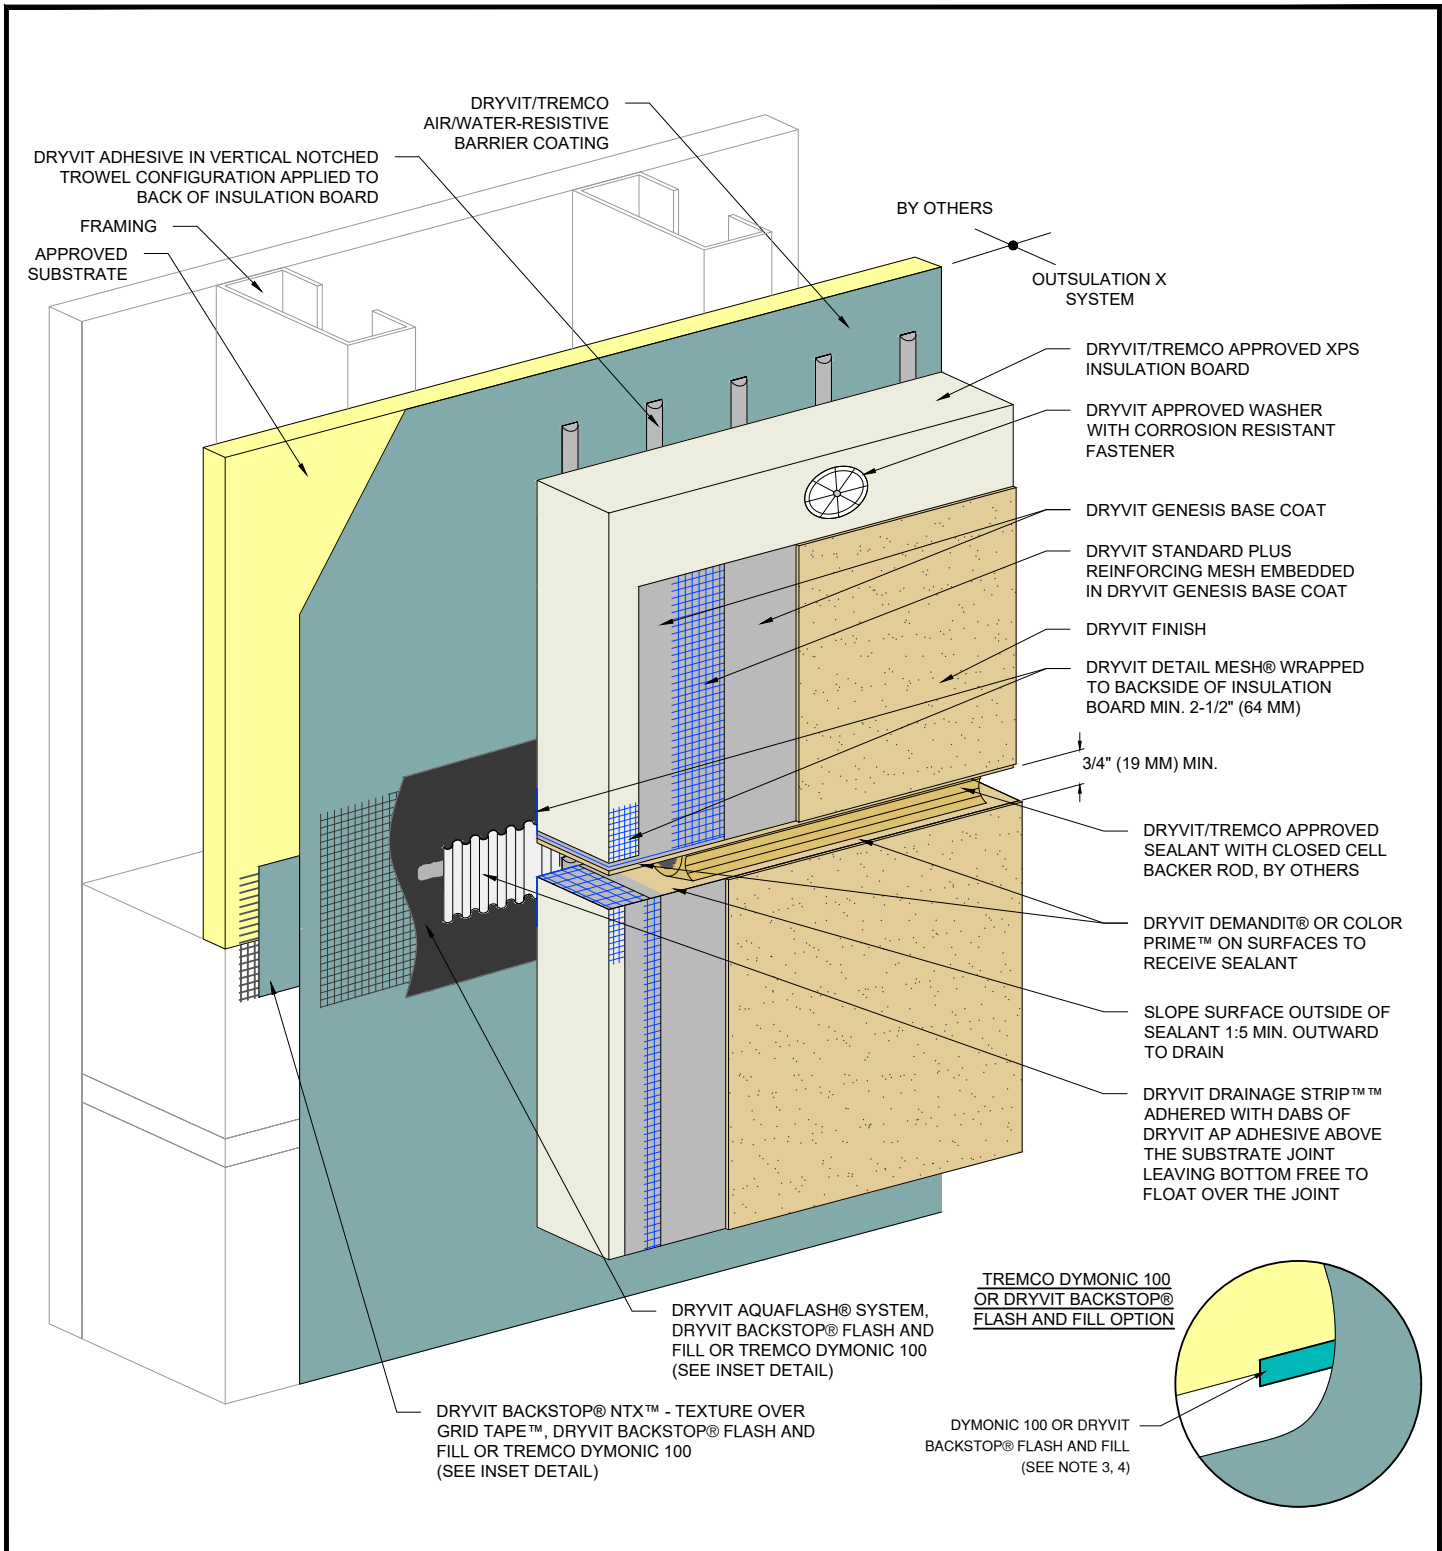 DRYVIT/TREMCO
AIR/WATER-RESISTIVE
BARRIER COATING
DRYVIT ADHESIVE IN VERTICAL NOTCHED
TROWEL CONFIGURATION APPLIED TO
BACK OF INSULATION BOARD
FRAMING
APPROVED
SUBSTRATE
BY OTHERS
OUTSULATION X
SYSTEM
DRYVIT/TREMCO APPROVED XPS
INSULATION BOARD
DRYVIT APPROVED WASHER
WITH CORROSION RESISTANT
FASTENER
DRYVIT GENESIS BASE COAT
DRYVIT STANDARD PLUS
REINFORCING MESH EMBEDDED
IN DRYVIT GENESIS BASE COAT
DRYVIT FINISH
DRYVIT DETAIL MESH® WRAPPED
TO BACKSIDE OF INSULATION
BOARD MIN. 2-1/2" (64 MM)
3/4" (19 MM) MIN.
DRYVIT/TREMCO APPROVED
SEALANT WITH CLOSED CELL
BACKER ROD, BY OTHERS
DRYVIT DEMANDIT® OR COLOR
PRIME™ ON SURFACES TO
RECEIVE SEALANT
SLOPE SURFACE OUTSIDE OF
SEALANT 1:5 MIN. OUTWARD
TO DRAIN
DRYVIT DRAINAGE STRIP™™
ADHERED WITH DABS OF
DRYVIT AP ADHESIVE ABOVE
THE SUBSTRATE JOINT
LEAVING BOTTOM FREE TO
FLOAT OVER THE JOINT
DRYVIT AQUAFLASH® SYSTEM,
DRYVIT BACKSTOP® FLASH AND
FILL OR TREMCO DYMONIC 100
(SEE INSET DETAIL)
DRYVIT BACKSTOP® NTX™ - TEXTURE OVER
GRID TAPE™, DRYVIT BACKSTOP® FLASH AND
FILL OR TREMCO DYMONIC 100
(SEE INSET DETAIL)
TREMCO DYMONIC 100
OR DRYVIT BACKSTOP®
FLASH AND FILL OPTION
DYMONIC 100 OR DRYVIT
BACKSTOP® FLASH AND FILL
(SEE NOTE 3, 4)